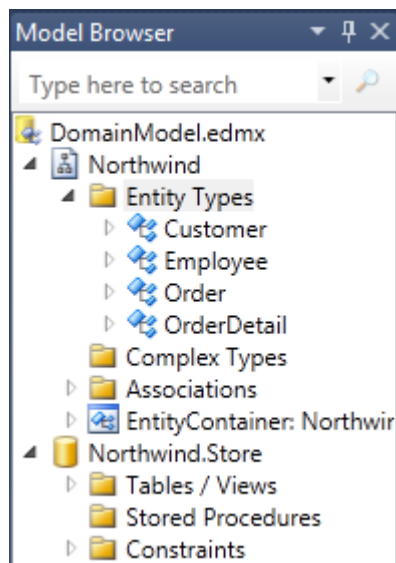 Model Browser
Type here to search
DomainModel.edmx
Northwind
Entity Types
Customer
Employee
Order
OrderDetail
Complex Types
Associations
EntityContainer: Northwir
Northwind.Store
Tables / Views
Stored Procedures
Constraints